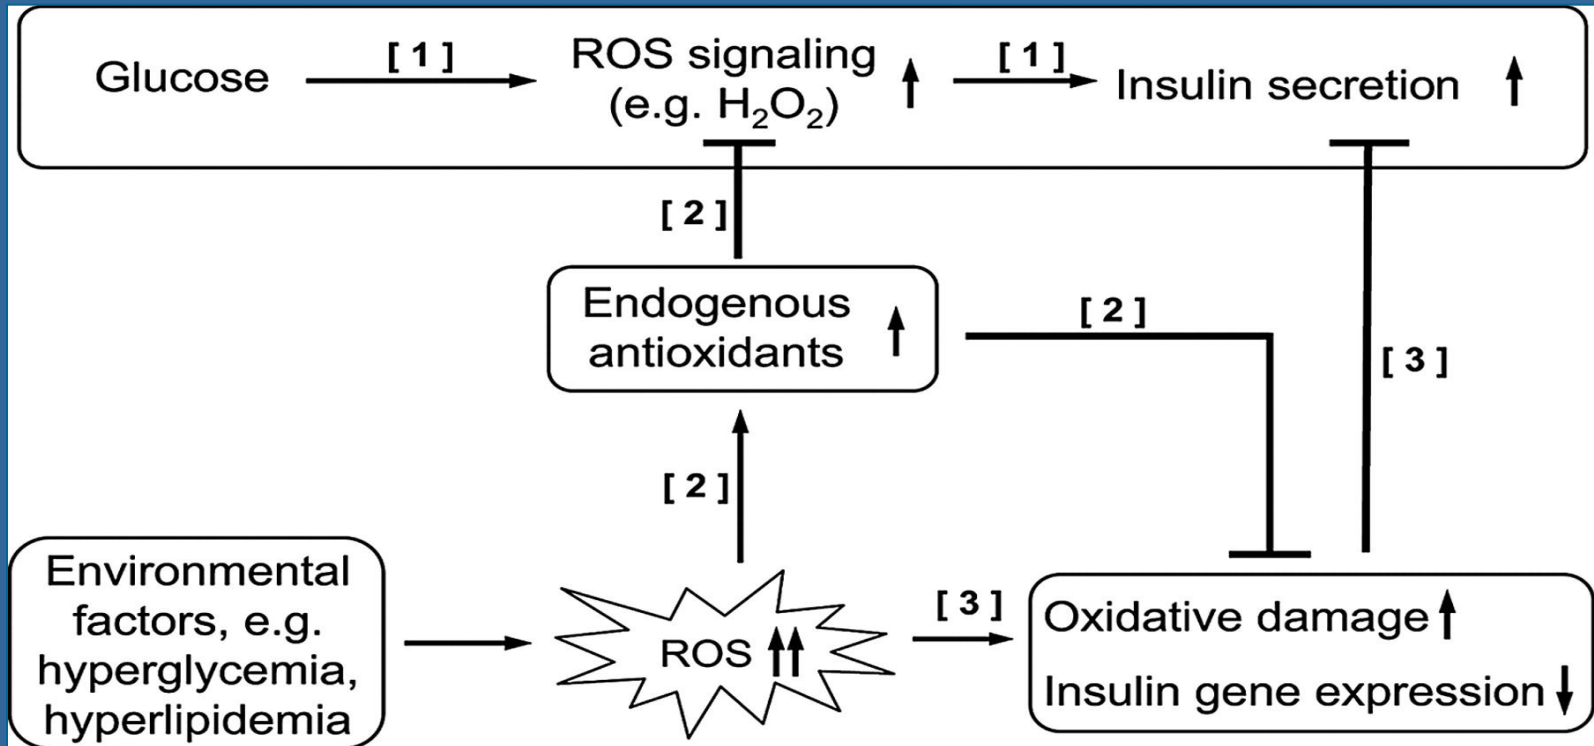 Glucose
[ 1 ]
ROS signaling
(e.g. H₂O₂)
[ 1 ]
Insulin secretion
[ 2 ]
Endogenous
antioxidants
[ 2 ]
[ 3 ]
[ 2 ]
Environmental
factors, e.g.
hyperglycemia,
hyperlipidemia
ROS
[ 3 ]
Oxidative damage
Insulin gene expression